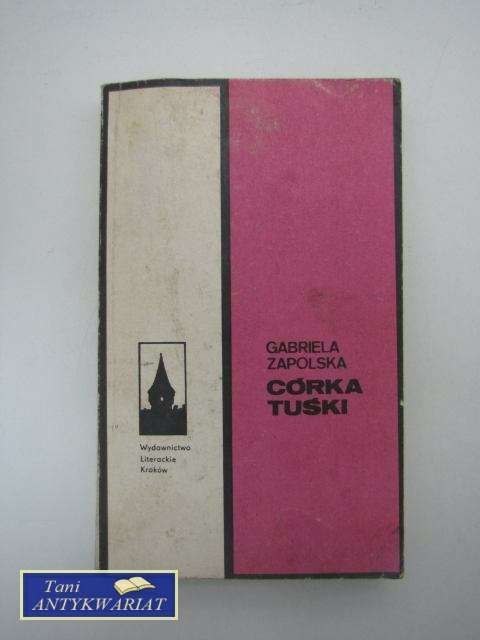 GABRIELA
ZAPOLSKA
CÓRKA
TUŚKI
Wydawnictwo
Literackie
Kraków
Tani
ANTYKWARIAT